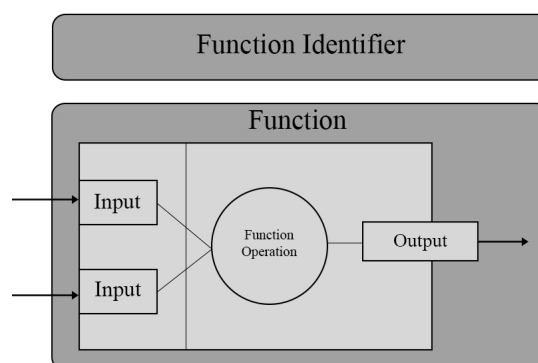 Function Identifier
Function
Input
Function
Operation
Output
Input